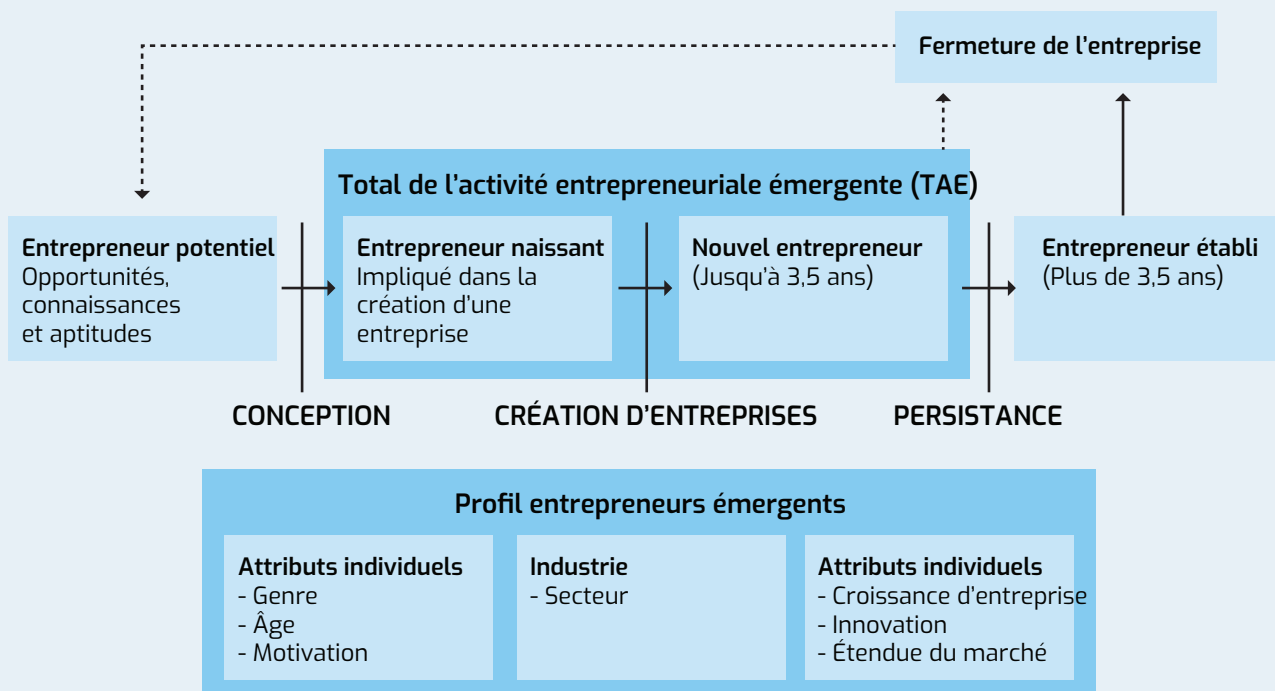 Fermeture de l’entreprise
Total de l’activité entrepreneuriale émergente (TAE)
Entrepreneur potentiel
Opportunités,
connaissances
et aptitudes
Entrepreneur naissant
Impliqué dans la
création d’une
entreprise
Nouvel entrepreneur
(Jusqu’à 3,5 ans)
Entrepreneur établi
(Plus de 3,5 ans)
CONCEPTION
CRÉATION D’ENTREPRISES
PERSISTANCE
Profil entrepreneurs émergents
Attributs individuels
- Genre
- Âge
- Motivation
Industrie
- Secteur
Attributs individuels
- Croissance d’entreprise
- Innovation
- Étendue du marché